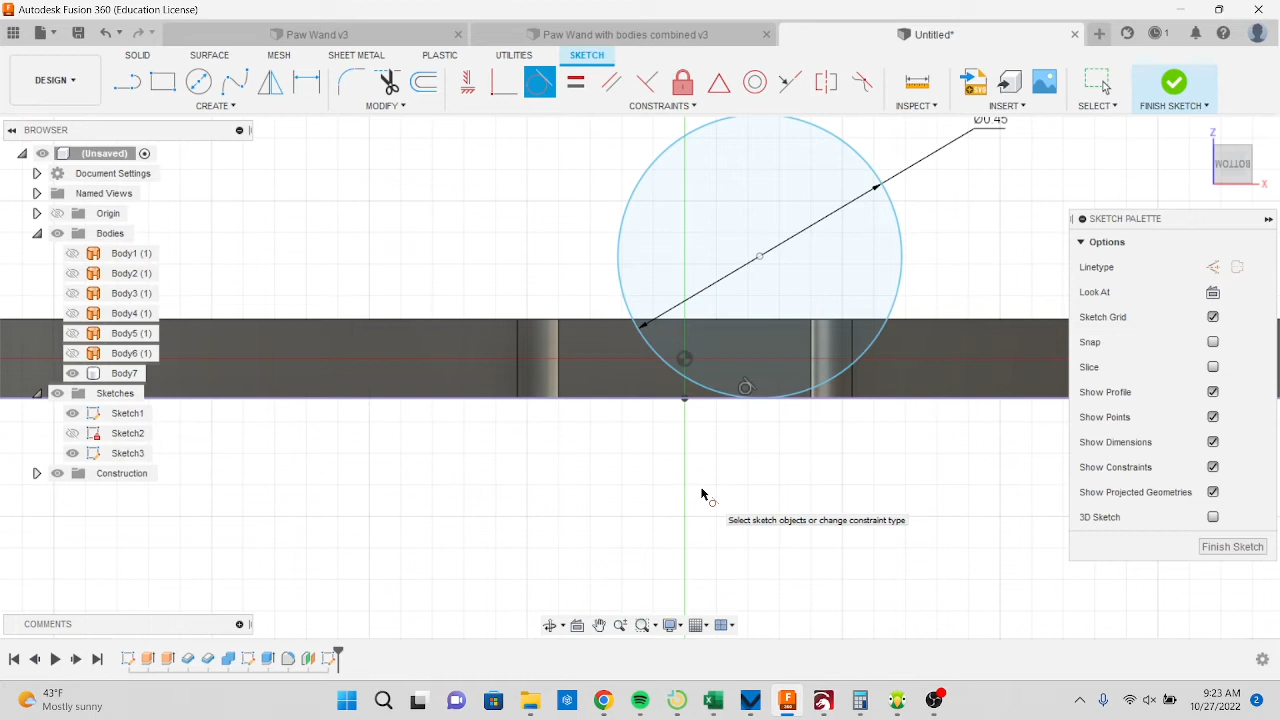 Autodesk Fusion 360 (Education License)
Paw Wand v3
Paw Wand with bodies combined v3
Untitled*
1
DESIGN
SOLID
SURFACE
MESH
SHEET METAL
PLASTIC
UTILITIES
SKETCH
CREATE
MODIFY
CONSTRAINTS
INSPECT
INSERT
SELECT
FINISH SKETCH
BROWSER
(Unsaved)
Document Settings
Named Views
Origin
Bodies
Body1 (1)
Body2 (1)
Body3 (1)
Body4 (1)
Body5 (1)
Body6 (1)
Body7
Sketches
Sketch1
Sketch2
Sketch3
Construction
Ø0.45
Z
BOTTOM
X
SKETCH PALETTE
Options
Linetype
Look At
Sketch Grid
Snap
Slice
Show Profile
Show Points
Show Dimensions
Show Constraints
Show Projected Geometries
3D Sketch
Finish Sketch
Select sketch objects or change constraint type
COMMENTS
43°F
Mostly sunny
9:23 AM
10/27/2022
2